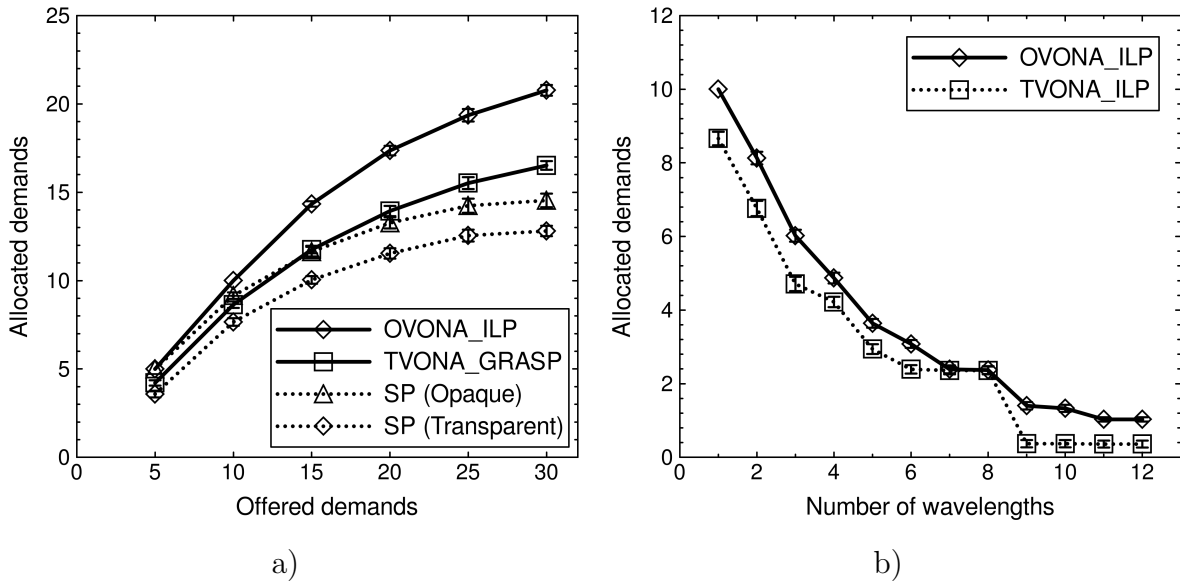 25
20
15
10
5
0
Allocated demands
0 5 10 15 20 25 30
Offered demands
OVONA_ILP
TVONA_GRASP
SP (Opaque)
SP (Transparent)
a)
12
10
8
6
4
2
0
Allocated demands
0 2 4 6 8 10 12
Number of wavelengths
OVONA_ILP
TVONA_ILP
b)